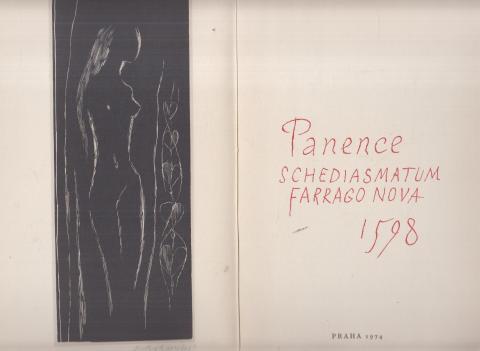 Panence
SCHEDIASMATUM
FARRAGO NOVA
1598
PRAHA 1974